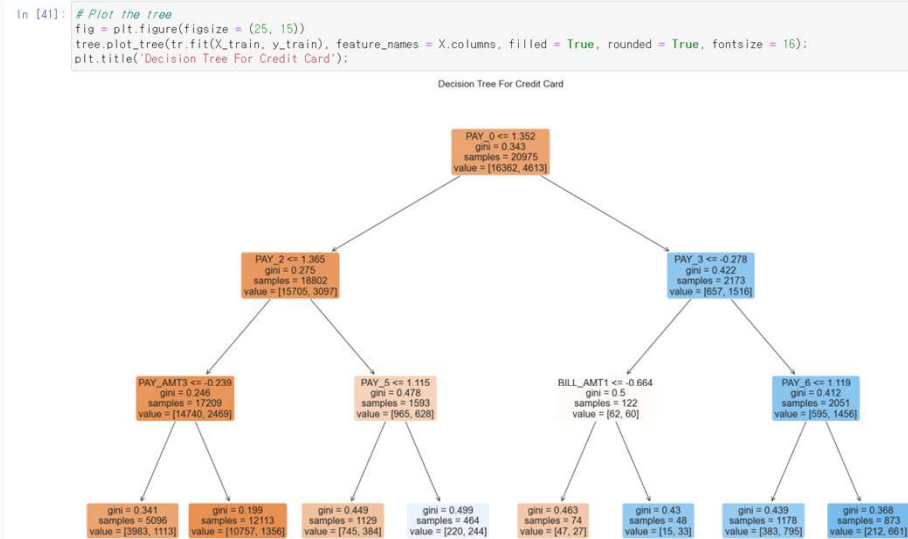 In [41]: # Plot the tree
fig = plt.figure(figsize = (25, 15))
tree.plot_tree(tr.fit(X_train, y_train), feature_names = X.columns, filled = True, rounded = True, fontsize = 16);
plt.title('Decision Tree For Credit Card');
Decision Tree For Credit Card
PAY_0 <= 1.352
gini = 0.343
samples = 20975
value = [16362, 4613]
PAY_2 <= 1.365
gini = 0.275
samples = 18802
value = [15705, 3097]
PAY_3 <= -0.278
gini = 0.422
samples = 2173
value = [657, 1516]
PAY_AMT3 <= -0.239
gini = 0.246
samples = 17209
value = [14740, 2469]
PAY_5 <= 1.115
gini = 0.478
samples = 1593
value = [965, 628]
BILL_AMT1 <= -0.664
gini = 0.5
samples = 122
value = [62, 60]
PAY_6 <= 1.119
gini = 0.412
samples = 2051
value = [595, 1456]
gini = 0.341
samples = 5096
value = [3983, 1113]
gini = 0.199
samples = 12113
value = [10757, 1356]
gini = 0.449
samples = 1129
value = [745, 384]
gini = 0.499
samples = 464
value = [220, 244]
gini = 0.463
samples = 74
value = [47, 27]
gini = 0.43
samples = 48
value = [15, 33]
gini = 0.439
samples = 1178
value = [383, 795]
gini = 0.368
samples = 873
value = [212, 661]